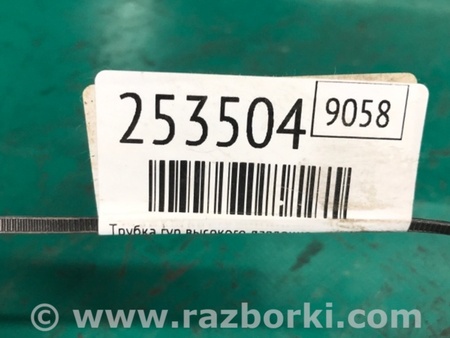 253504 9058
Трубка гур высокого
© www.razborki.com